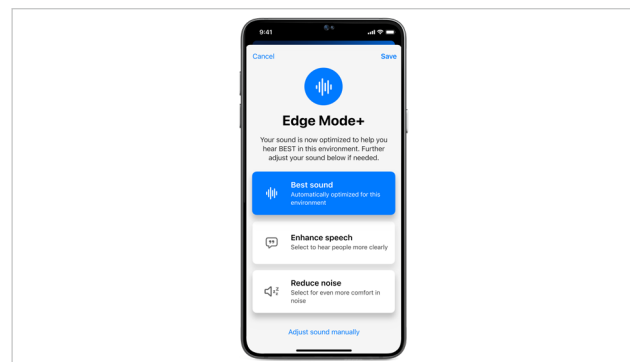 9:41
Cancel Save
Edge Mode+
Your sound is now optimized to help you
hear BEST in this environment. Further
adjust your sound below if needed.
Best sound
Automatically optimized for this
environment
Enhance speech
Select to hear people more clearly
Reduce noise
Select for even more comfort in
noise
Adjust sound manually